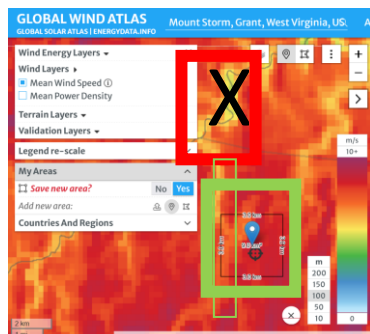 GLOBAL WIND ATLAS
GLOBAL SOLAR ATLAS | ENERGYDATA.INFO
Mount Storm, Grant, West Virginia, US
Wind Energy Layers
Wind Layers
Mean Wind Speed
Mean Power Density
Terrain Layers
Validation Layers
Legend re-scale
My Areas
Save new area? No Yes
Add new area:
Countries And Regions
X
+
−
m/s
10+
0
m
200
150
100
50
10
2 km